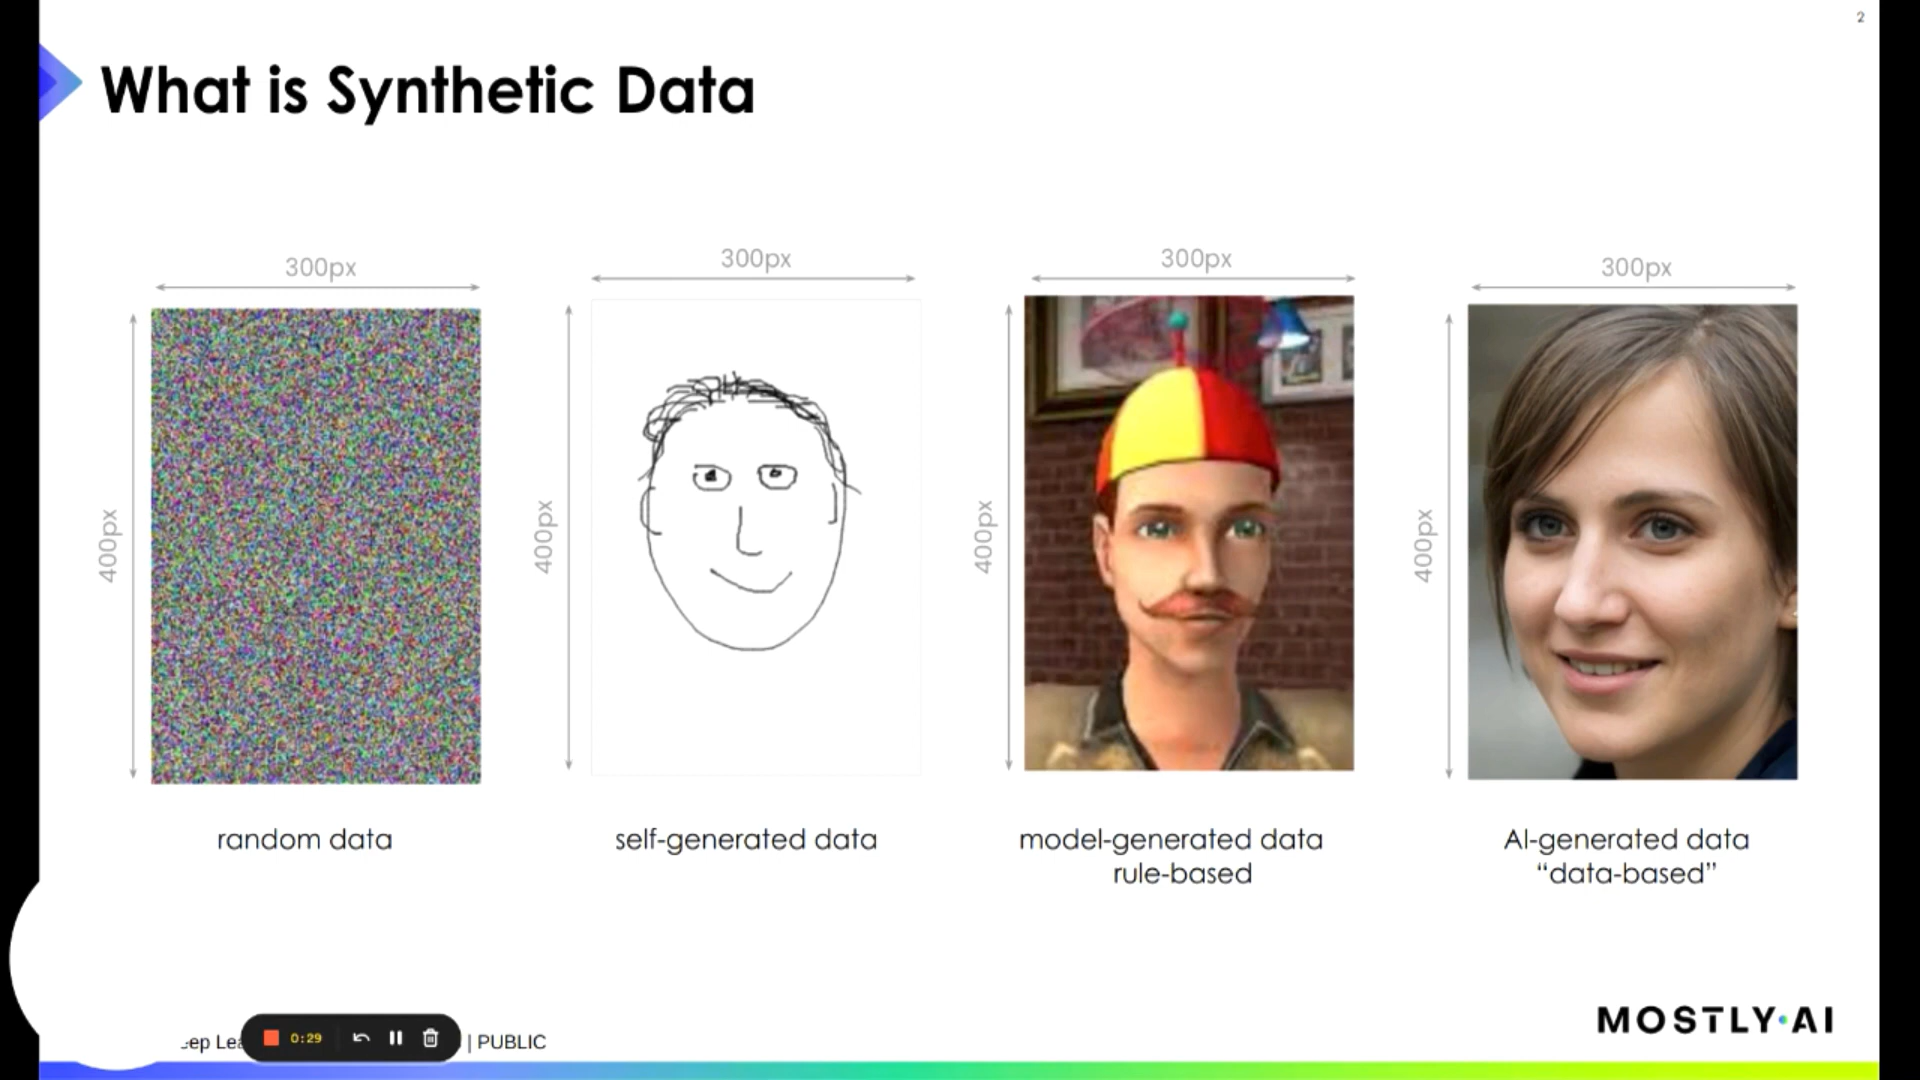 2
What is Synthetic Data
300px
300px
300px
300px
400px
400px
400px
400px
random data
self-generated data
model-generated data
rule-based
AI-generated data
“data-based”
MOSTLY·AI
0:29
| PUBLIC